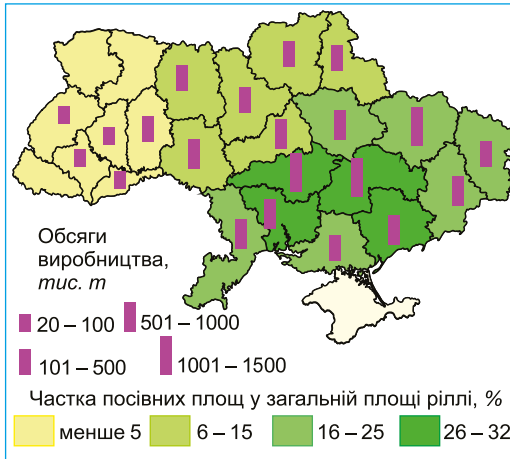 Обсяги
виробництва,
тис. т
20 – 100 501 – 1000
101 – 500 1001 – 1500
Частка посівних площ у загальній площі ріллі, %
менше 5 6 – 15 16 – 25 26 – 32